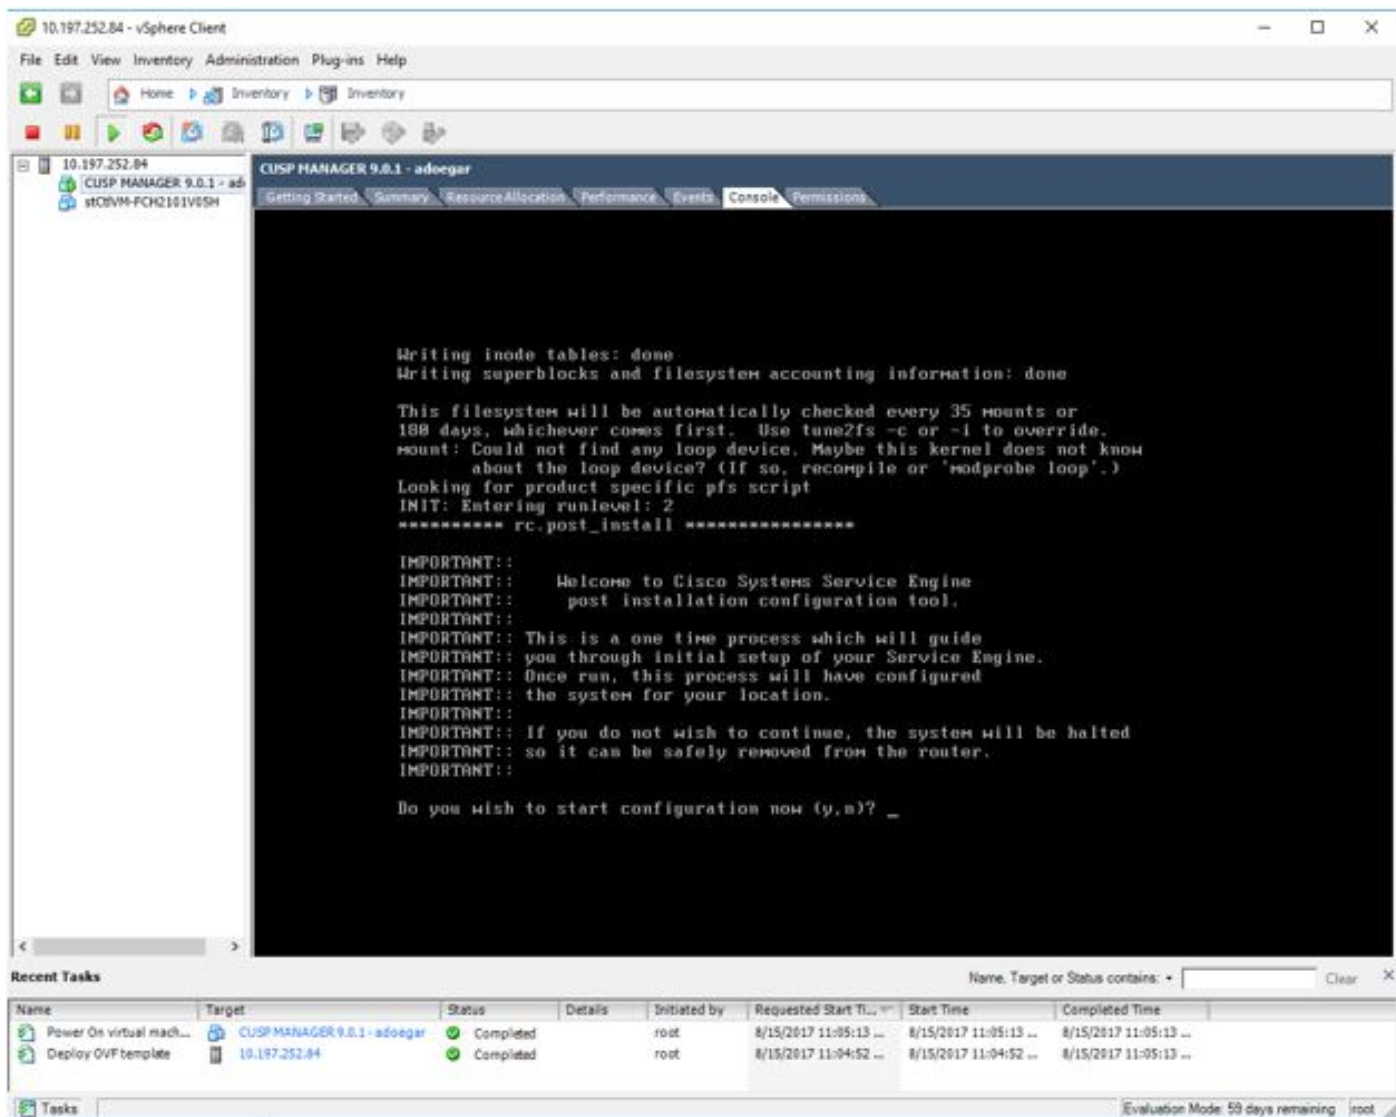 10.197.252.84 - vSphere Client
File Edit View Inventory Administration Plug-ins Help
Home Inventory Inventory
10.197.252.84
CUSP MANAGER 9.0.1 - ad
stCtlVM-FCH2101V05H
CUSP MANAGER 9.0.1 - adoegar
Getting Started Summary Resource Allocation Performance Events Console Permissions
Writing inode tables: done
Writing superblocks and filesystem accounting information: done
This filesystem will be automatically checked every 35 mounts or
180 days, whichever comes first. Use tune2fs -c or -i to override.
mount: Could not find any loop device. Maybe this kernel does not know
about the loop device? (If so, recompile or 'modprobe loop'.)
Looking for product specific pfs script
INIT: Entering runlevel: 2
********** rc.post_install ****************
IMPORTANT::
IMPORTANT:: Welcome to Cisco Systems Service Engine
IMPORTANT:: post installation configuration tool.
IMPORTANT::
IMPORTANT:: This is a one time process which will guide
IMPORTANT:: you through initial setup of your Service Engine.
IMPORTANT:: Once run, this process will have configured
IMPORTANT:: the system for your location.
IMPORTANT::
IMPORTANT:: If you do not wish to continue, the system will be halted
IMPORTANT:: so it can be safely removed from the router.
IMPORTANT::
Do you wish to start configuration now (y,n)? _
Recent Tasks
Name, Target or Status contains: Clear
Name Target Status Details Initiated by Requested Start Ti... Start Time Completed Time
Power On virtual mach... CUSP MANAGER 9.0.1 - adoegar Completed root 8/15/2017 11:05:13 ... 8/15/2017 11:05:13 ... 8/15/2017 11:05:13 ...
Deploy OVF template 10.197.252.84 Completed root 8/15/2017 11:04:52 ... 8/15/2017 11:04:52 ... 8/15/2017 11:05:13 ...
Tasks
Evaluation Mode: 59 days remaining root